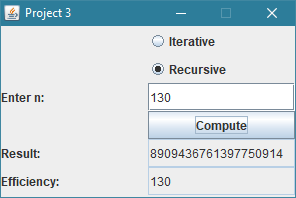 Project 3
Iterative
Recursive
Enter n: 130
Compute
Result: 8909436761397750914
Efficiency: 130